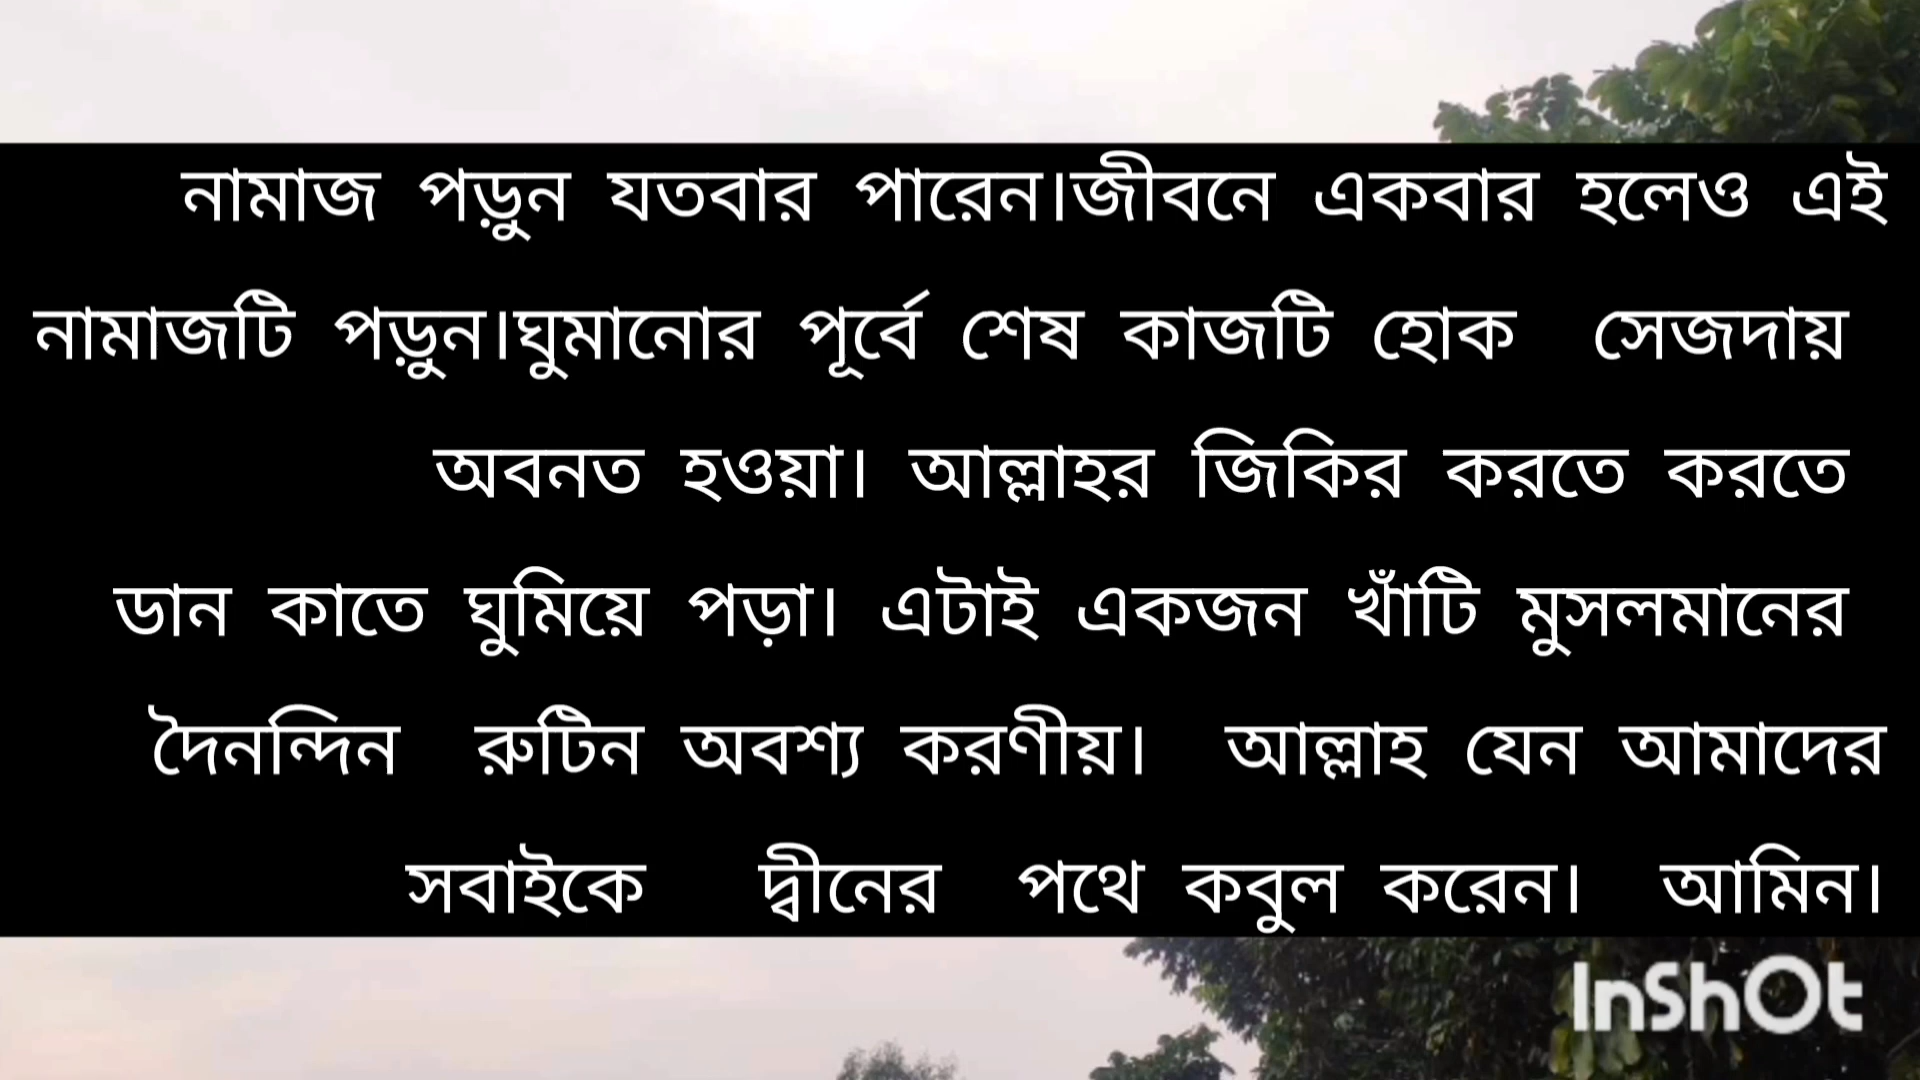 নামাজ পড়ুন যতবার পারেন।জীবনে একবার হলেও এই
নামাজটি পড়ুন।ঘুমানোর পূর্বে শেষ কাজটি হোক সেজদায়
অবনত হওয়া। আল্লাহর জিকির করতে করতে
ডান কাতে ঘুমিয়ে পড়া। এটাই একজন খাঁটি মুসলমানের
দৈনন্দিন রুটিন অবশ্য করণীয়। আল্লাহ যেন আমাদের
সবাইকে দ্বীনের পথে কবুল করেন। আমিন।
InShOt